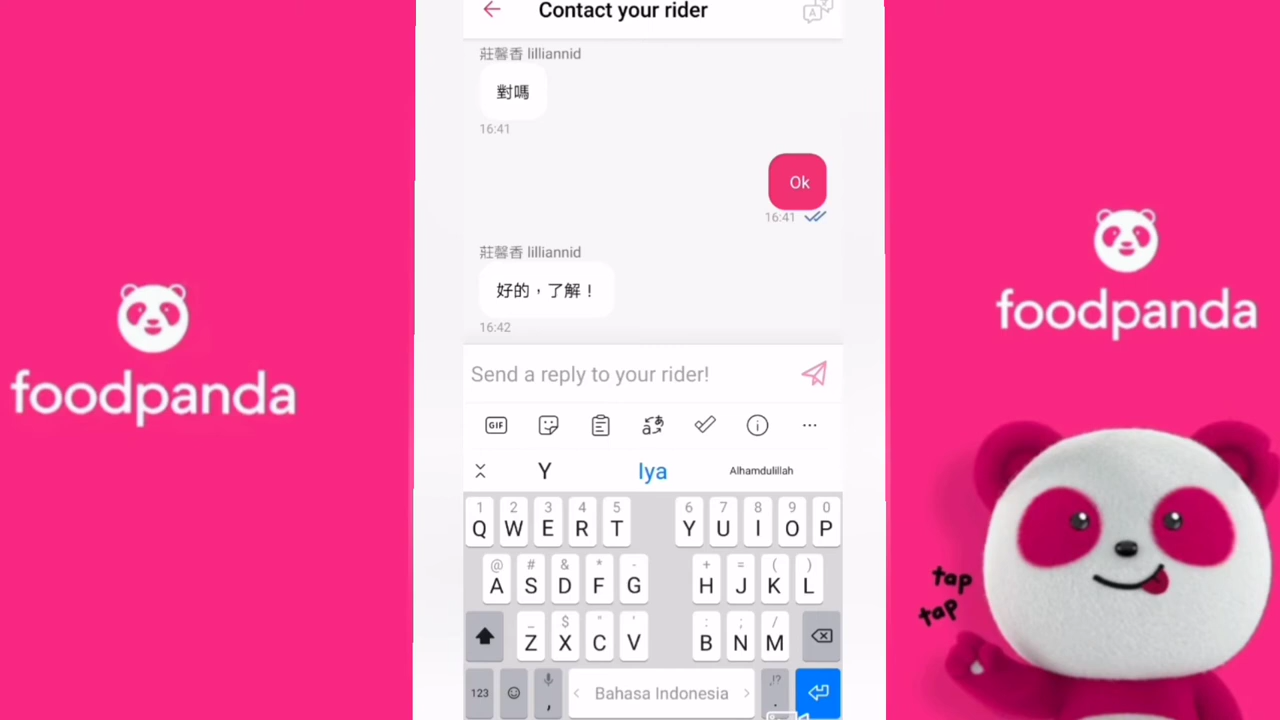 Contact your rider
莊馨香 lilliannid
對嗎
16:41
Ok
16:41
莊馨香 lilliannid
好的，了解！
16:42
Send a reply to your rider!
GIF
Y Iya Alhamdulillah
1 2 3 4 5 6 7 8 9 0
Q W E R T Y U I O P
@ # & * - + = ( )
A S D F G H J K L
_ $ " ' : ; /
Z X C V B N M
123 , Bahasa Indonesia ,!? .
foodpanda
foodpanda
tap
tap